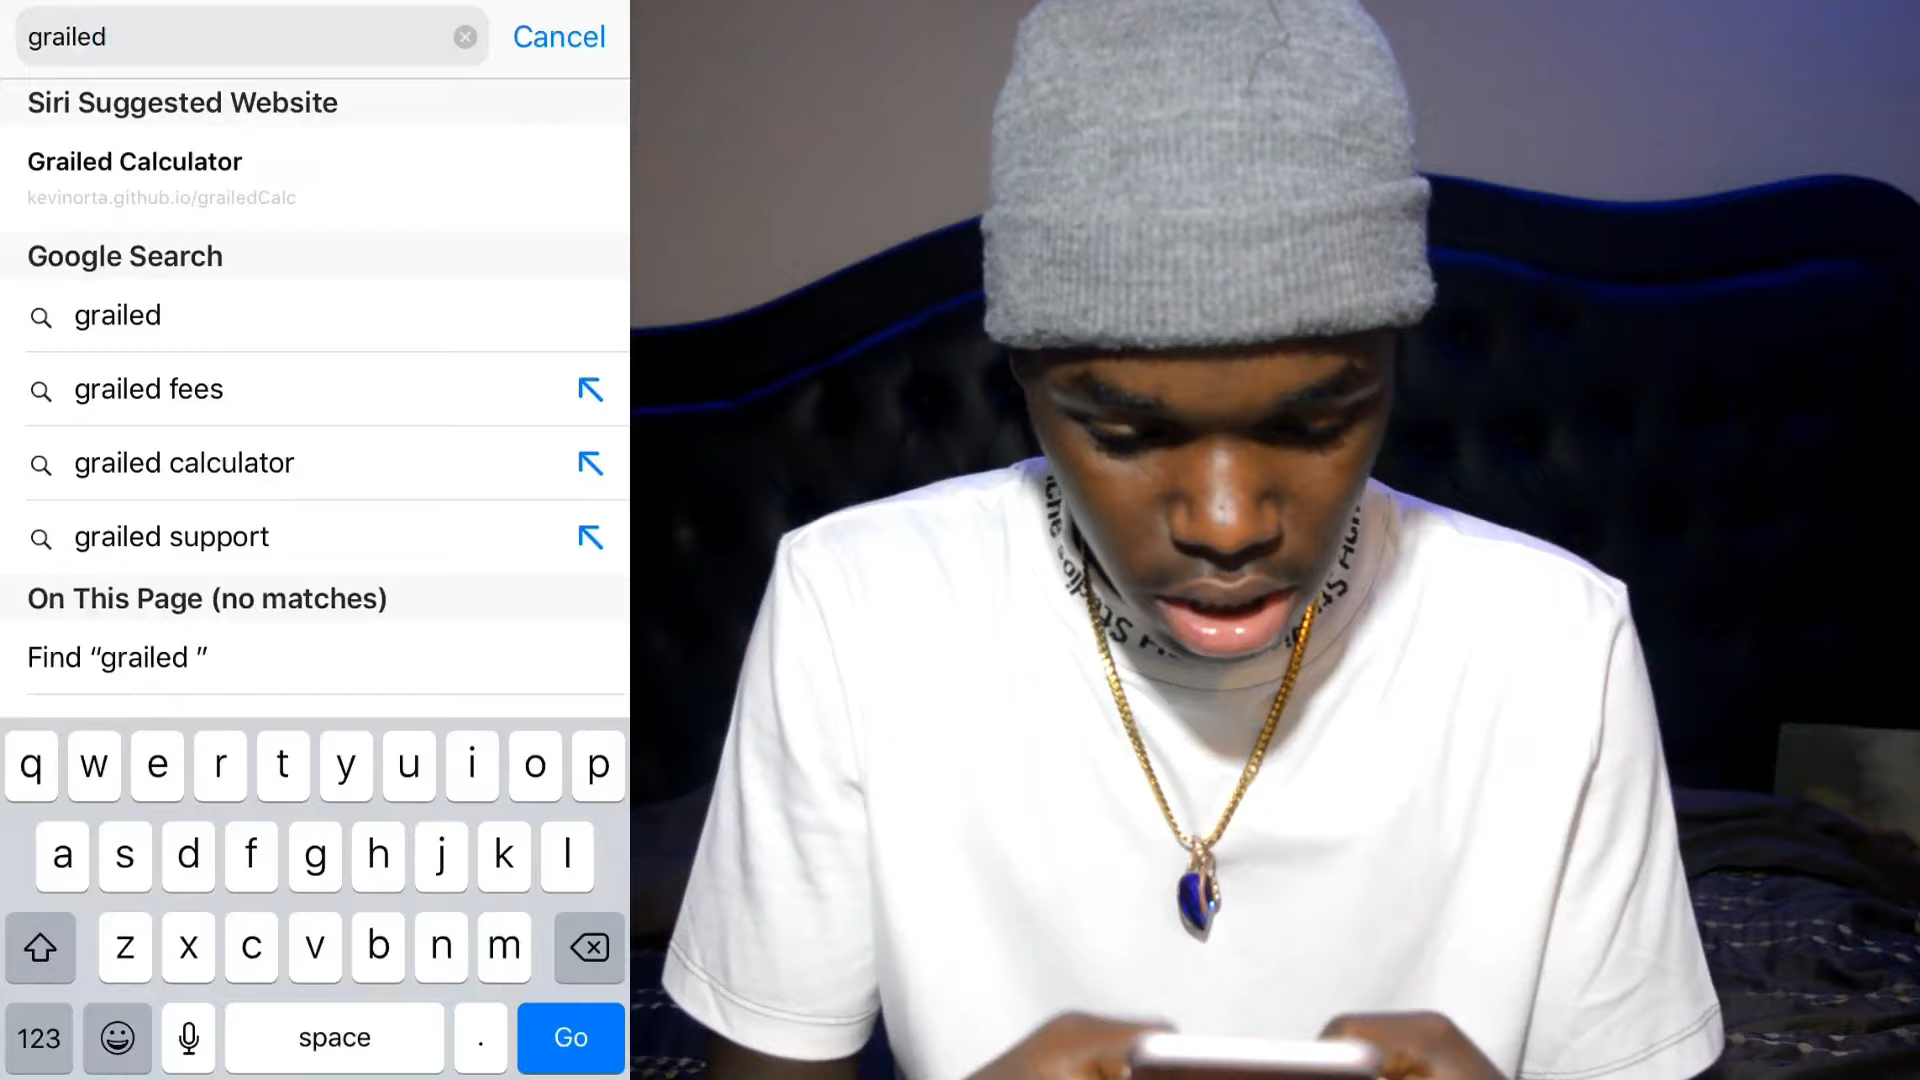 grailed
Cancel
Siri Suggested Website
Grailed Calculator
kevinorta.github.io/grailedCalc
Google Search
grailed
grailed fees
grailed calculator
grailed support
On This Page (no matches)
Find “grailed ”
q w e r t y u i o p
a s d f g h j k l
z x c v b n m
123
space
.
Go